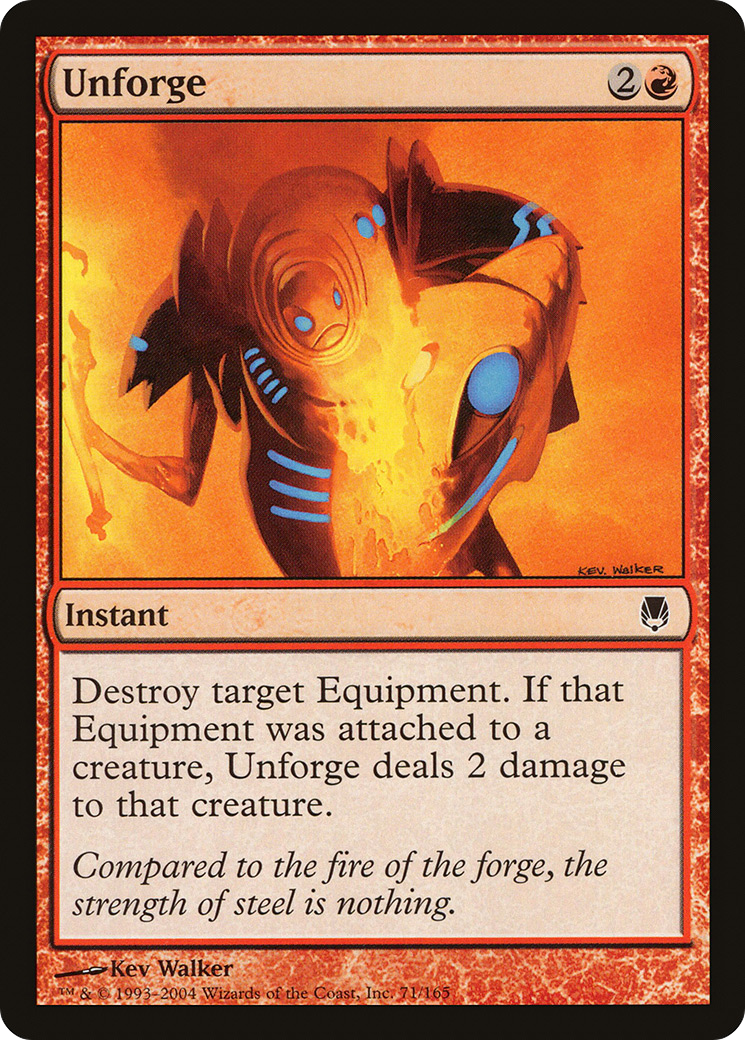 Unforge
2
KEV. WALKER
Instant
Destroy target Equipment. If that
Equipment was attached to a
creature, Unforge deals 2 damage
to that creature.
Compared to the fire of the forge, the
strength of steel is nothing.
Kev Walker
™ & © 1993–2004 Wizards of the Coast, Inc. 71/165